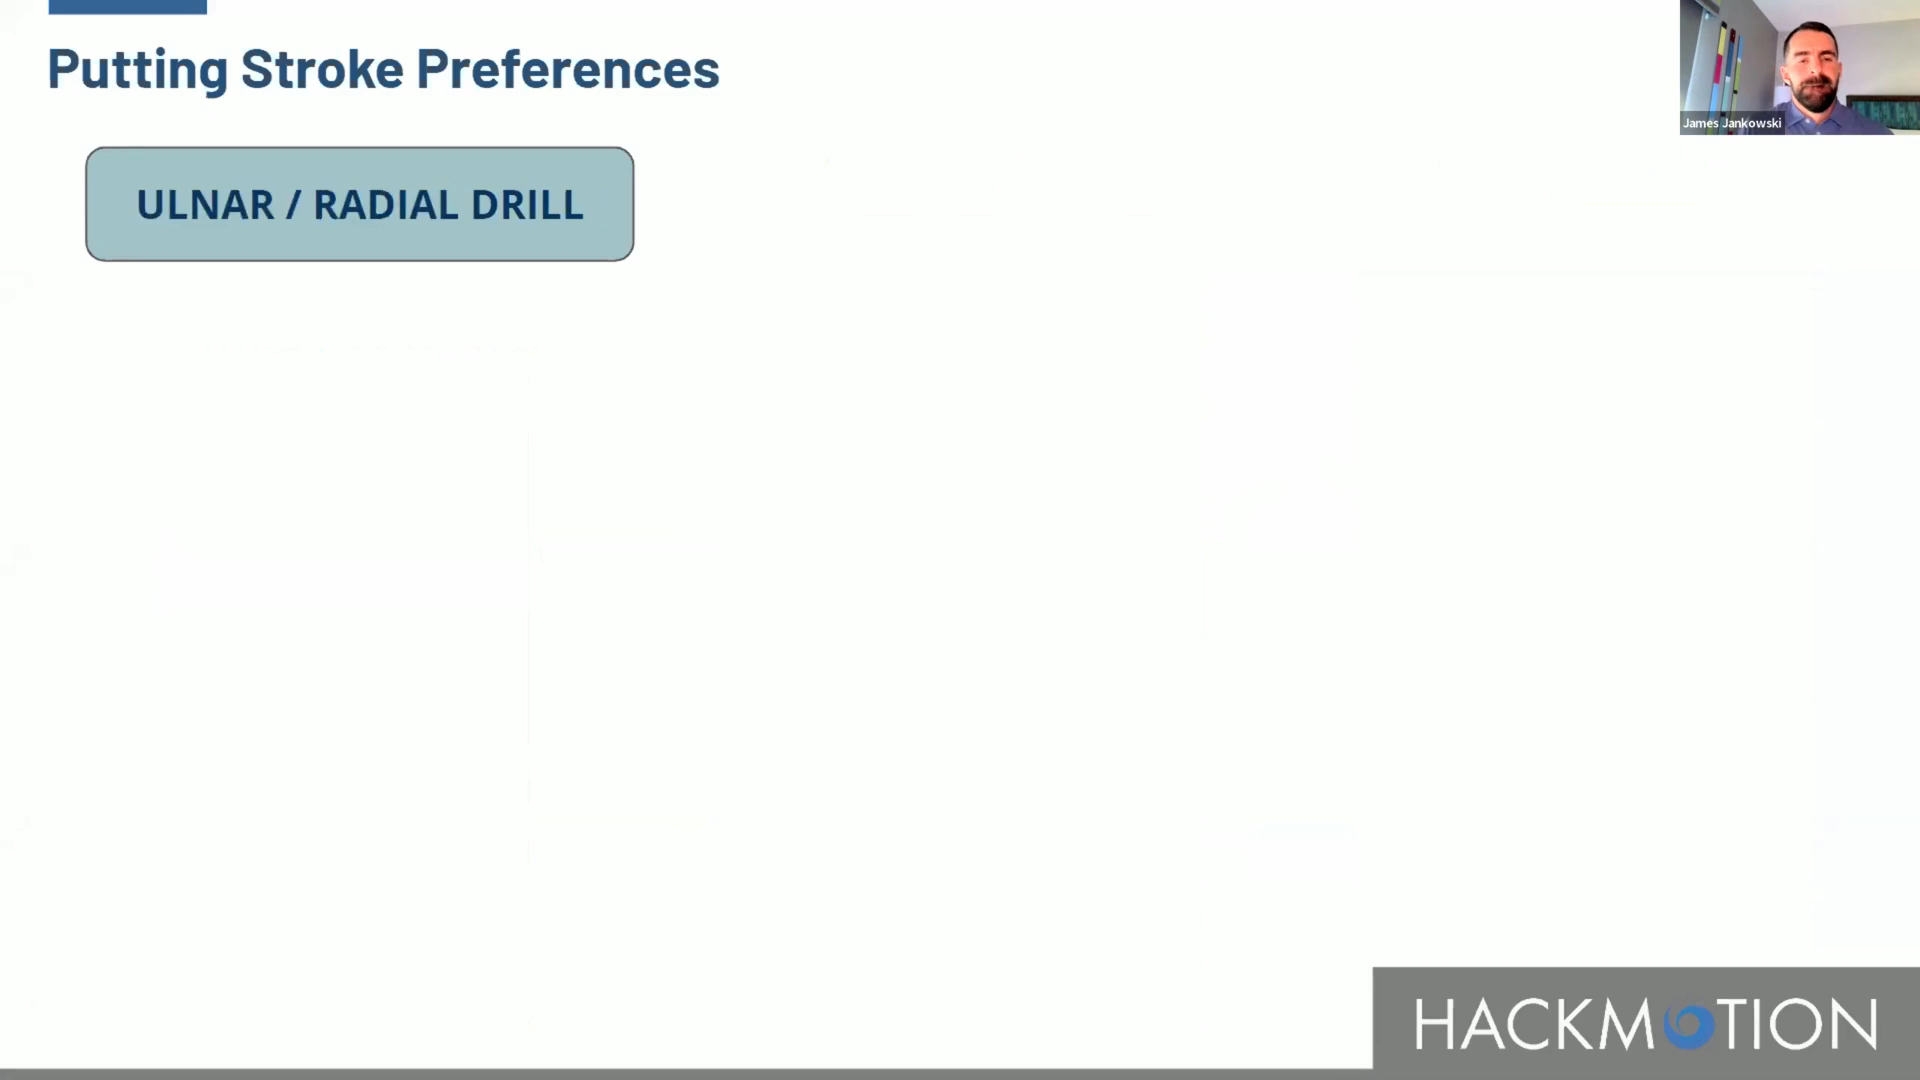 Putting Stroke Preferences
James Jankowski
ULNAR / RADIAL DRILL
HACKMOTION